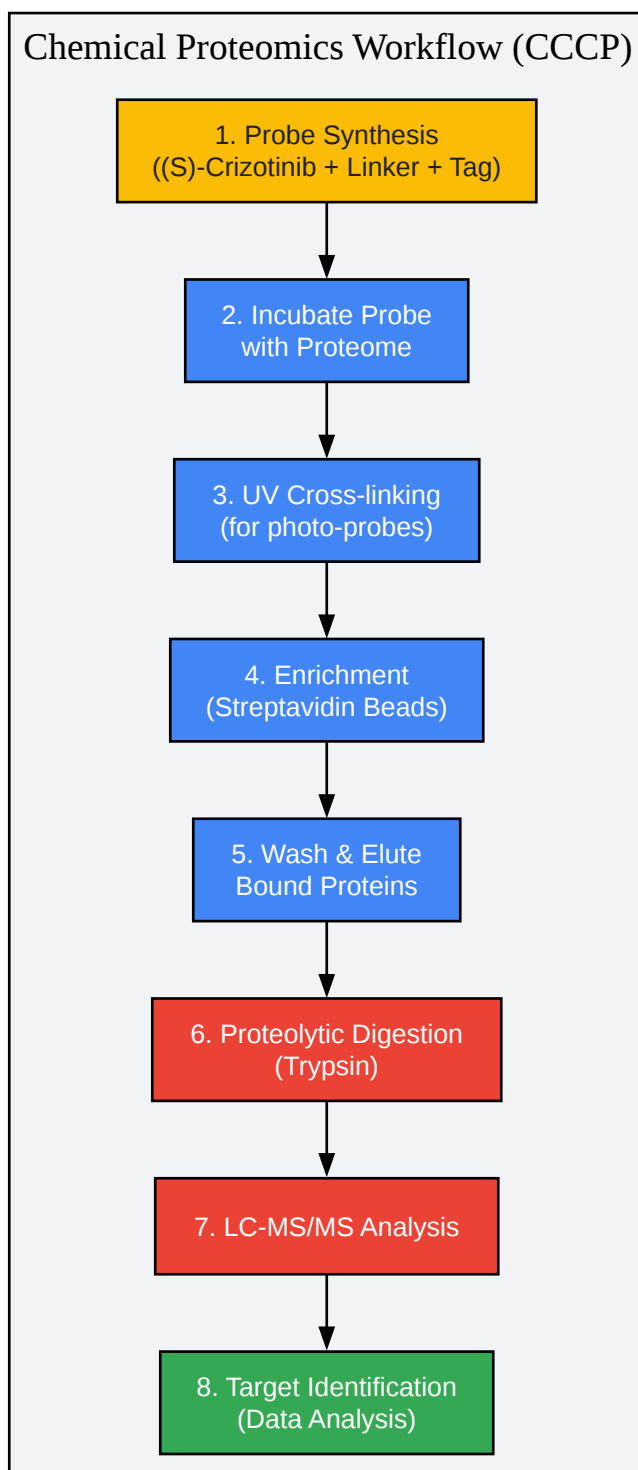 Chemical Proteomics Workflow (CCCP)
1. Probe Synthesis
((S)-Crizotinib + Linker + Tag)
2. Incubate Probe
with Proteome
3. UV Cross-linking
(for photo-probes)
4. Enrichment
(Streptavidin Beads)
5. Wash & Elute
Bound Proteins
6. Proteolytic Digestion
(Trypsin)
7. LC-MS/MS Analysis
8. Target Identification
(Data Analysis)